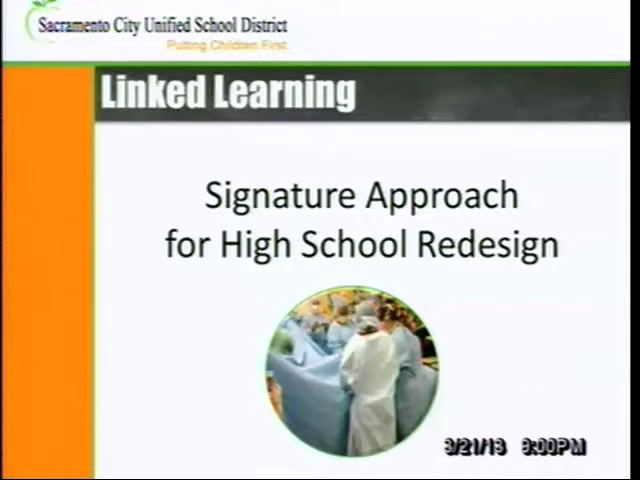 Sacramento City Unified School District
Putting Children First
Linked Learning
Signature Approach
for High School Redesign
3/21/13 9:00PM